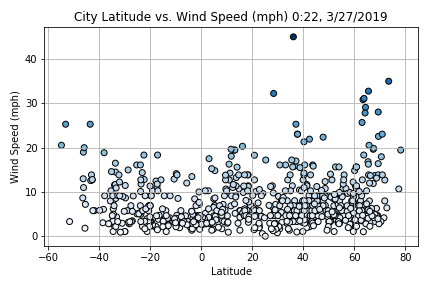 City Latitude vs. Wind Speed (mph) 0:22, 3/27/2019
Wind Speed (mph)
40
30
20
10
0
−60 −40 −20 0 20 40 60 80
Latitude